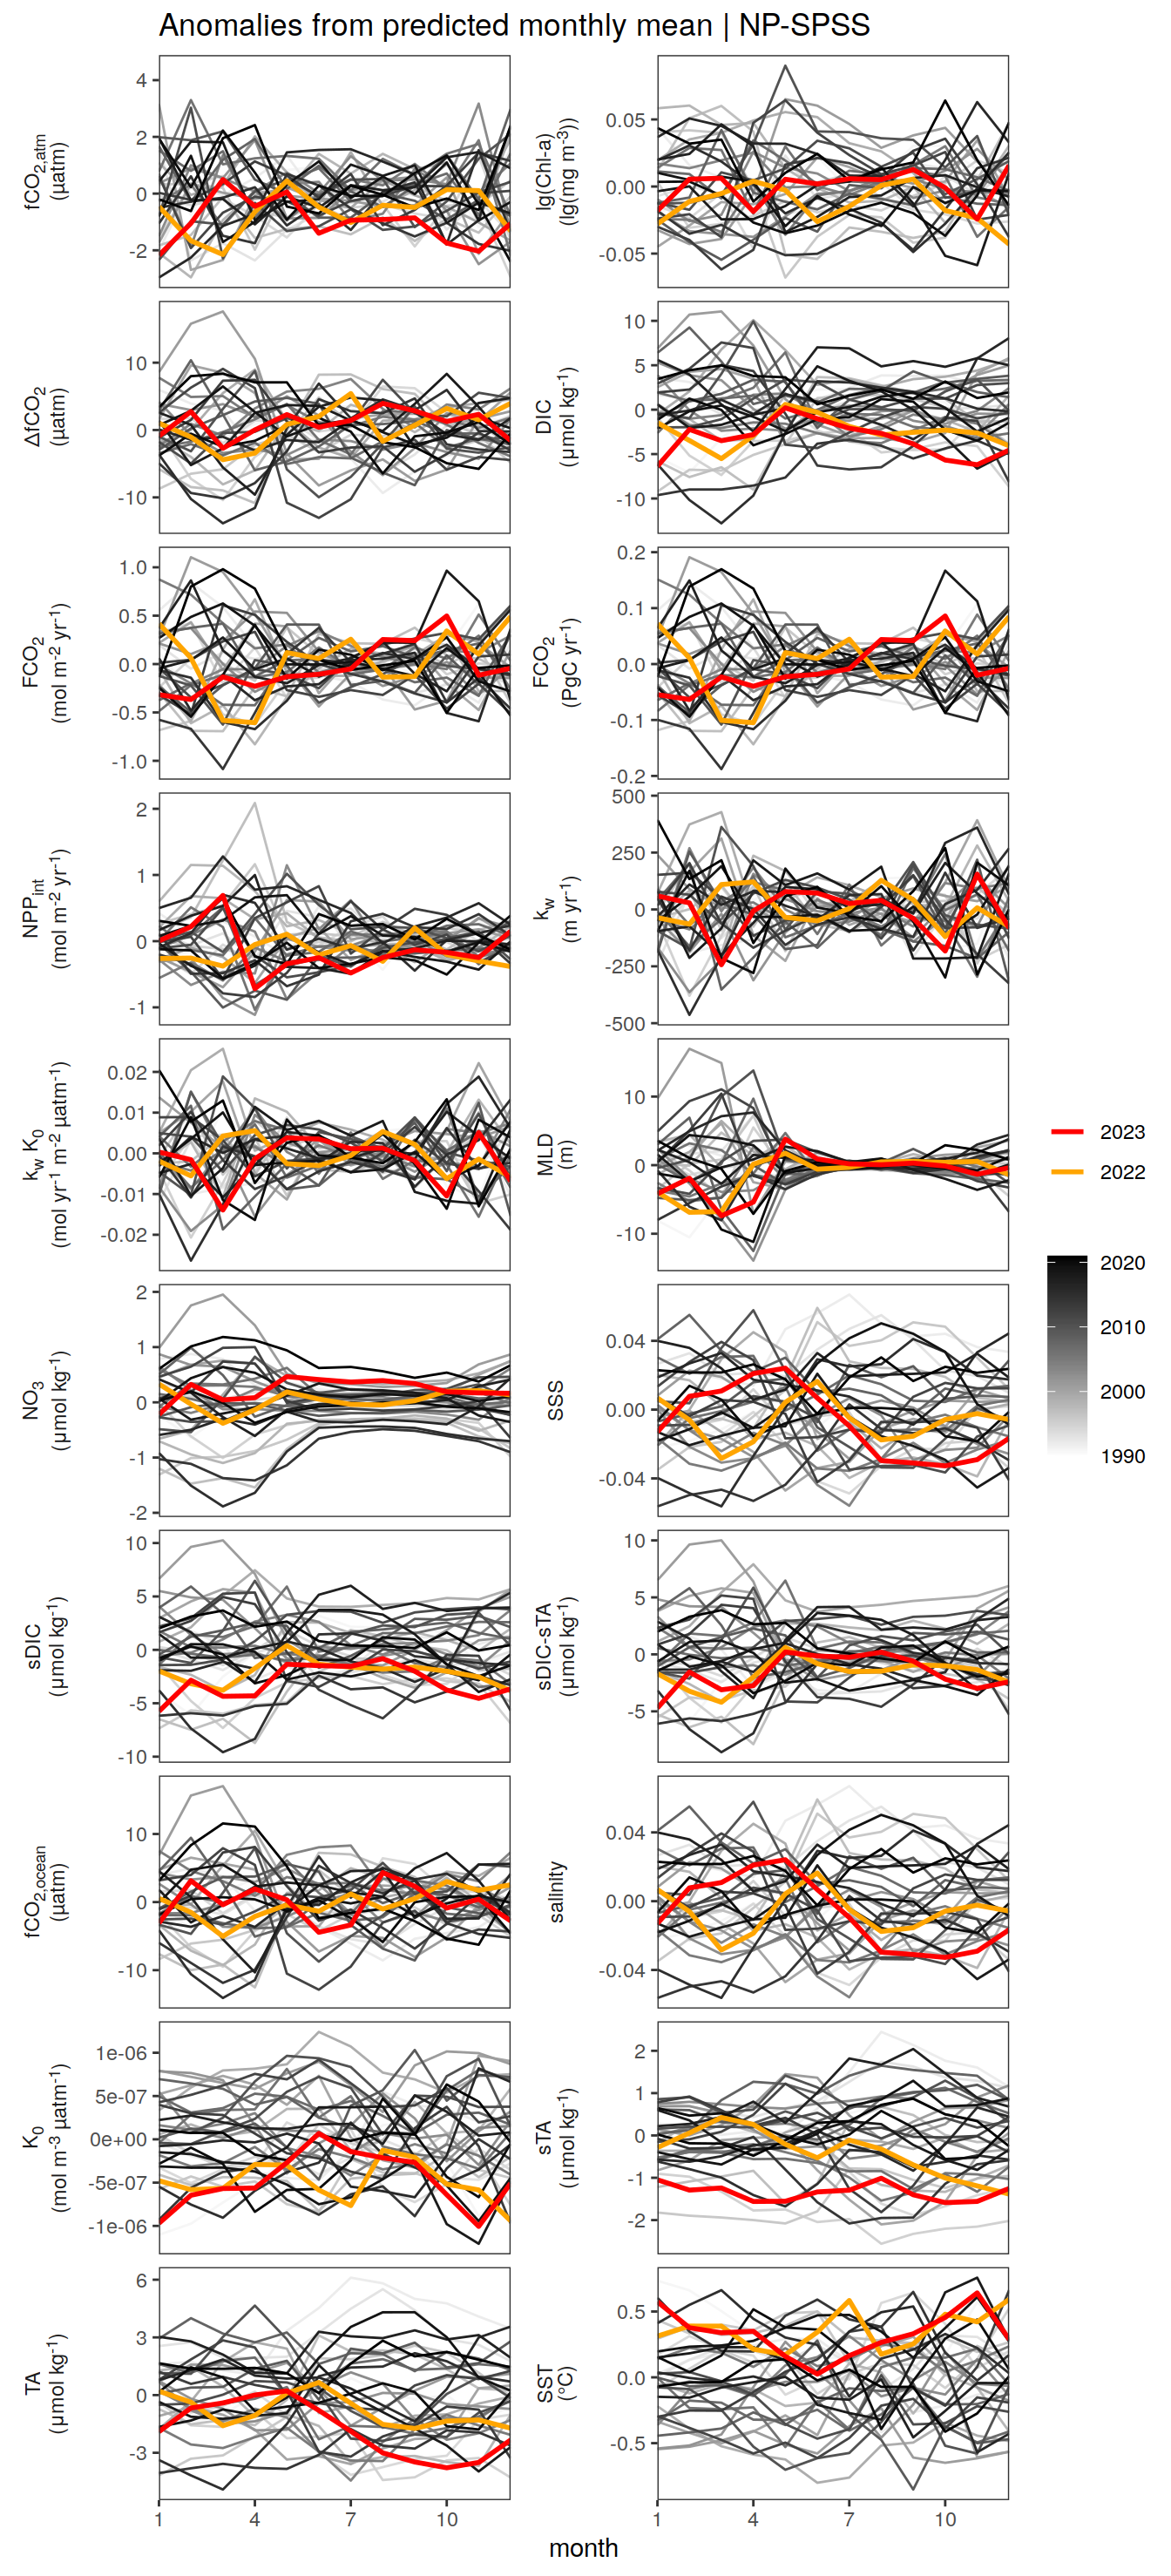 Anomalies from predicted monthly mean | NP-SPSS
fCO2,atm
(µatm)
4
2
0
-2
lg(Chl-a)
(lg(mg m-3))
0.05
0.00
-0.05
ΔfCO2
(µatm)
10
0
-10
DIC
(µmol kg-1)
10
5
0
-5
-10
FCO2
(mol m-2 yr-1)
1.0
0.5
0.0
-0.5
-1.0
FCO2
(PgC yr-1)
0.2
0.1
0.0
-0.1
-0.2
NPPint
(mol m-2 yr-1)
2
1
0
-1
kw
(m yr-1)
500
250
0
-250
-500
kw K0
(mol yr-1 m-2 µatm-1)
0.02
0.01
0.00
-0.01
-0.02
MLD
(m)
10
0
-10
NO3
(µmol kg-1)
2
1
0
-1
-2
SSS
0.04
0.00
-0.04
sDIC
(µmol kg-1)
10
5
0
-5
-10
sDIC-sTA
(µmol kg-1)
10
5
0
-5
fCO2,ocean
(µatm)
10
0
-10
salinity
0.04
0.00
-0.04
K0
(mol m-3 µatm-1)
1e-06
5e-07
0e+00
-5e-07
-1e-06
sTA
(µmol kg-1)
2
1
0
-1
-2
TA
(µmol kg-1)
6
3
0
-3
SST
(°C)
0.5
0.0
-0.5
1 4 7 10
1 4 7 10
month
2023
2022
2020
2010
2000
1990